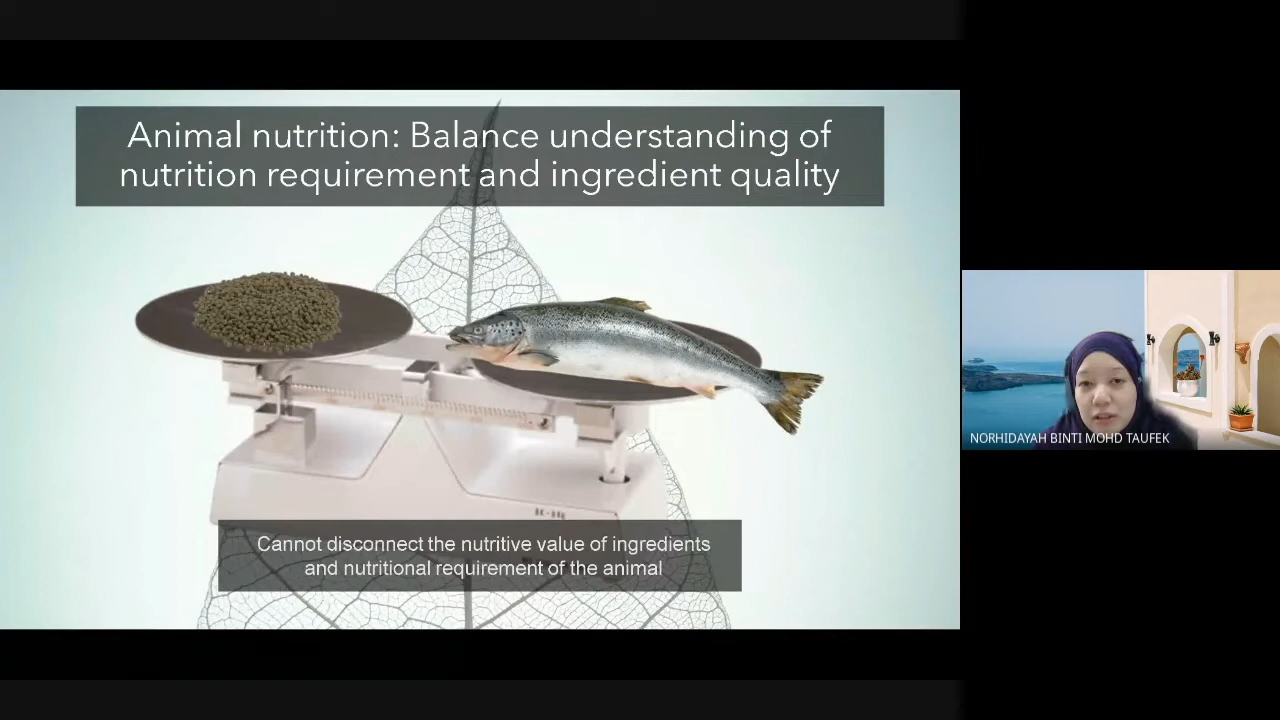 Animal nutrition: Balance understanding of
nutrition requirement and ingredient quality
Cannot disconnect the nutritive value of ingredients
and nutritional requirement of the animal
NORHIDAYAH BINTI MOHD TAUFEK